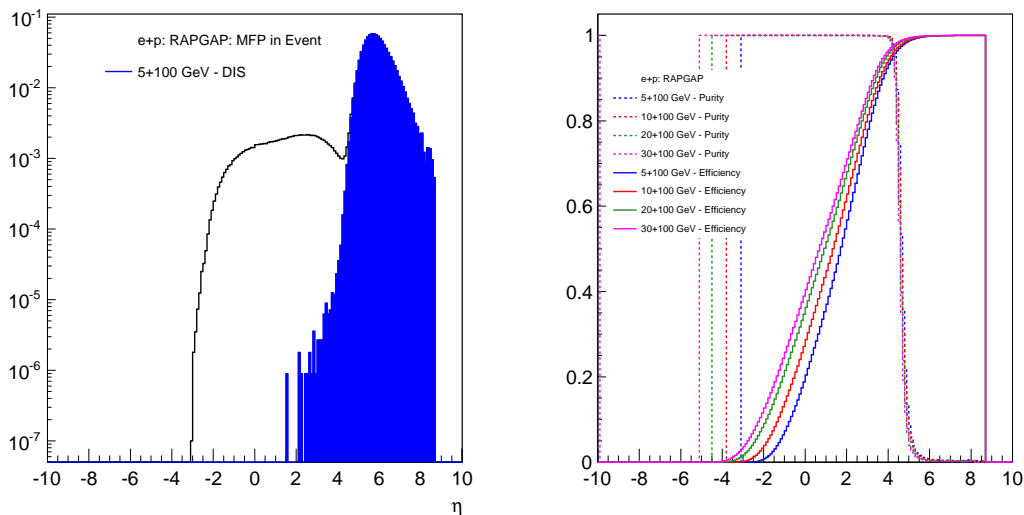 10⁻¹
10⁻²
10⁻³
10⁻⁴
10⁻⁵
10⁻⁶
10⁻⁷
e+p: RAPGAP: MFP in Event
5+100 GeV - DIS
-10 -8 -6 -4 -2 0 2 4 6 8 10
η
1
0.8
0.6
0.4
0.2
0
e+p: RAPGAP
5+100 GeV - Purity
10+100 GeV - Purity
20+100 GeV - Purity
30+100 GeV - Purity
5+100 GeV - Efficiency
10+100 GeV - Efficiency
20+100 GeV - Efficiency
30+100 GeV - Efficiency
-10 -8 -6 -4 -2 0 2 4 6 8 10